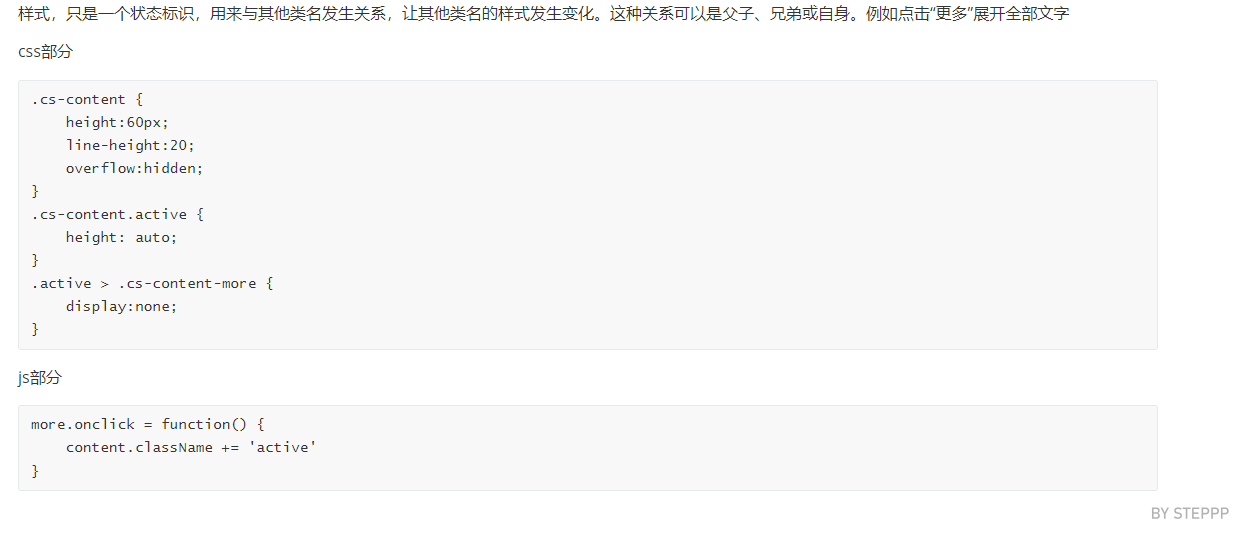 样式，只是一个状态标识，用来与其他类名发生关系，让其他类名的样式发生变化。这种关系可以是父子、兄弟或自身。例如点击“更多”展开全部文字
css部分
.cs-content {
    height:60px;
    line-height:20;
    overflow:hidden;
}
.cs-content.active {
    height: auto;
}
.active > .cs-content-more {
    display:none;
}
js部分
more.onclick = function() {
    content.className += 'active'
}
BY STEPPP